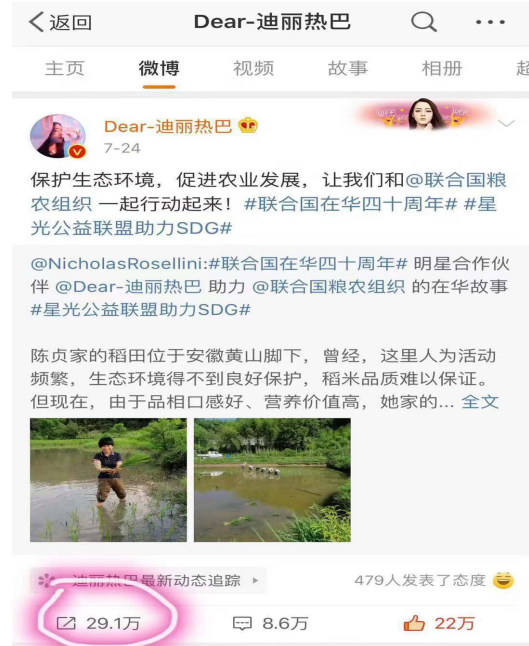 返回 Dear-迪丽热巴
主页 微博 视频 故事 相册 超
Dear-迪丽热巴
7-24
保护生态环境，促进农业发展，让我们和@联合国粮
农组织 一起行动起来！#联合国在华四十周年# #星
光公益联盟助力SDG#
@NicholasRosellini:#联合国在华四十周年# 明星合作伙
伴 @Dear-迪丽热巴 助力 @联合国粮农组织 的在华故事
#星光公益联盟助力SDG#
陈贞家的稻田位于安徽黄山脚下，曾经，这里人为活动
频繁，生态环境得不到良好保护，稻米品质难以保证。
但现在，由于品相口感好、营养价值高，她家的... 全文
迪丽热巴最新动态追踪 479人发表了态度
29.1万 8.6万 22万